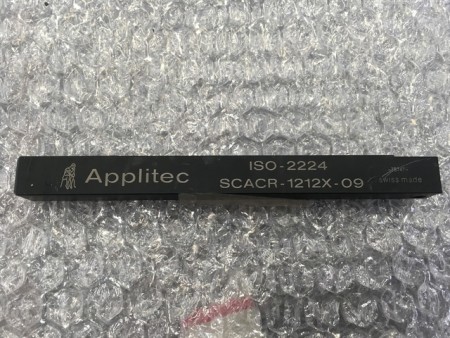 Applitec
ISO-2224
SCACR-1212X-09
swiss made